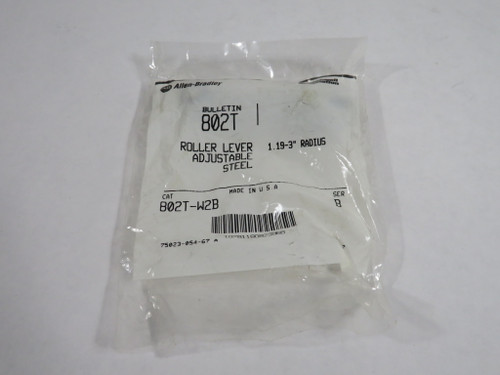 Allen-Bradley
BULLETIN
802T
ROLLER LEVER 1.19-3" RADIUS
ADJUSTABLE
STEEL
MADE IN U S A
CAT SER
802T-W2B B
75023-054-67 A